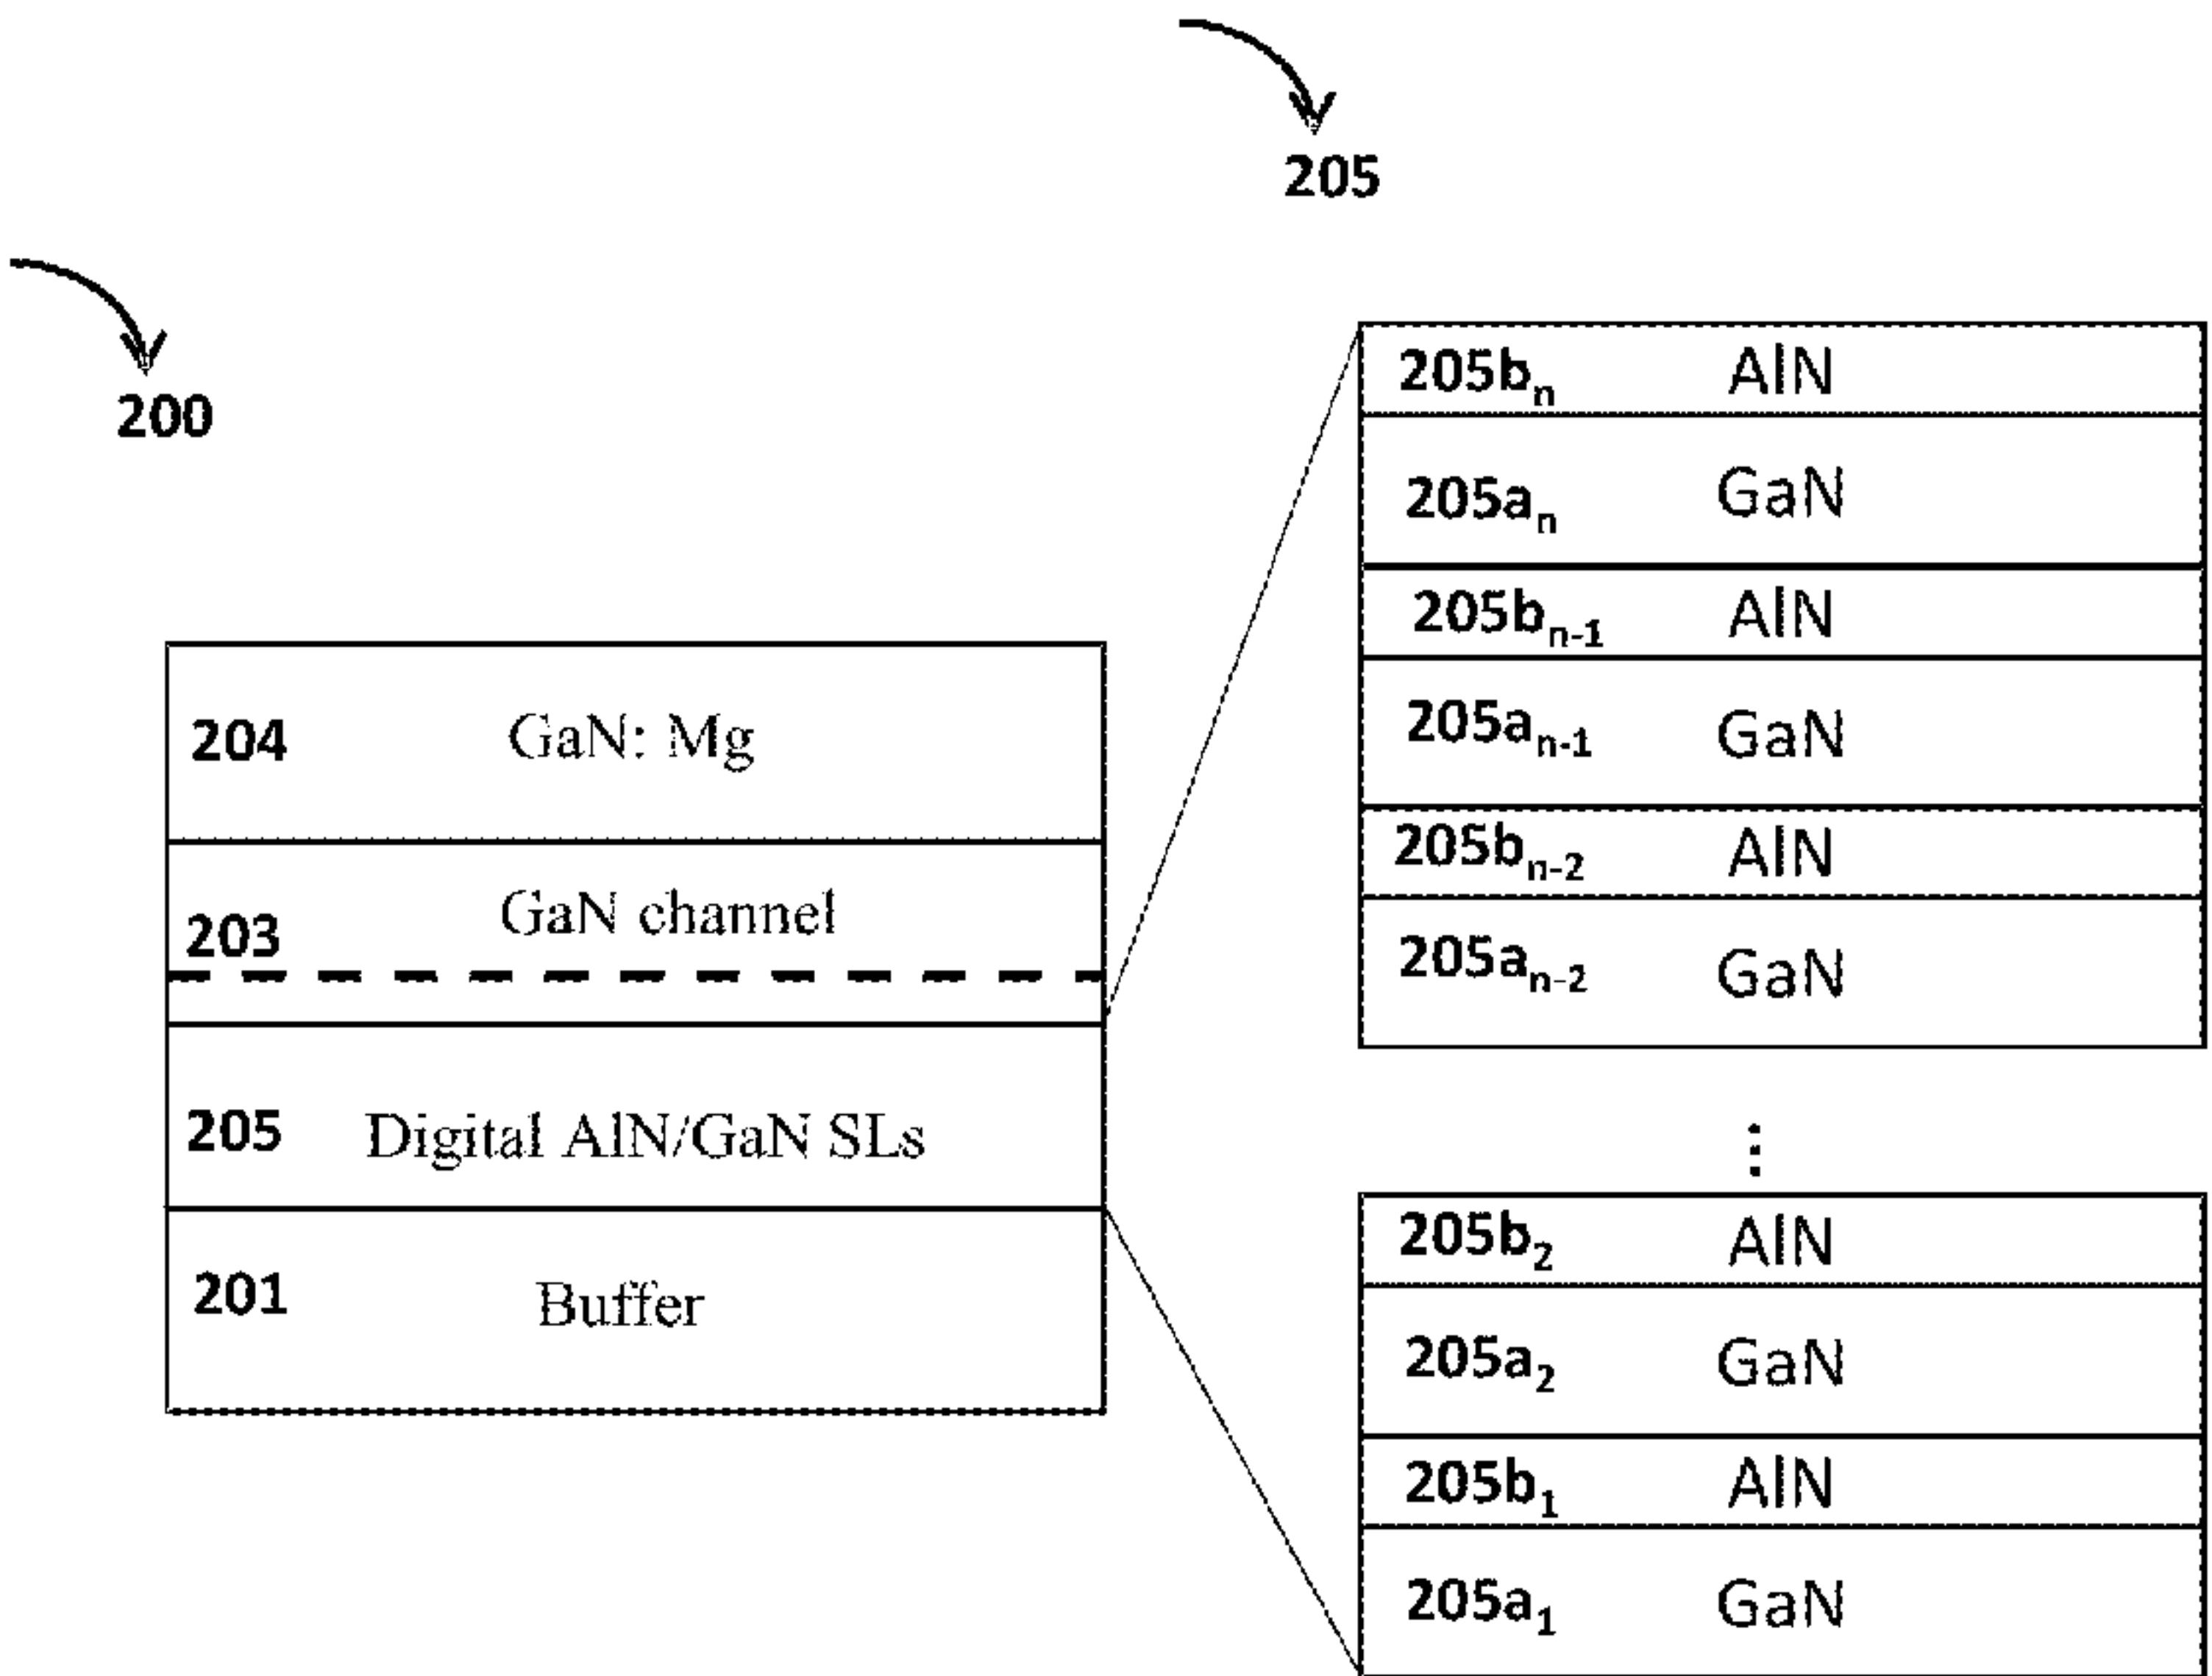 205
200
204 GaN: Mg
203 GaN channel
205 Digital AlN/GaN SLs
201 Buffer
205bₙ AlN
205aₙ GaN
205bₙ₋₁ AlN
205aₙ₋₁ GaN
205bₙ₋₂ AlN
205aₙ₋₂ GaN
⋮
205b₂ AlN
205a₂ GaN
205b₁ AlN
205a₁ GaN